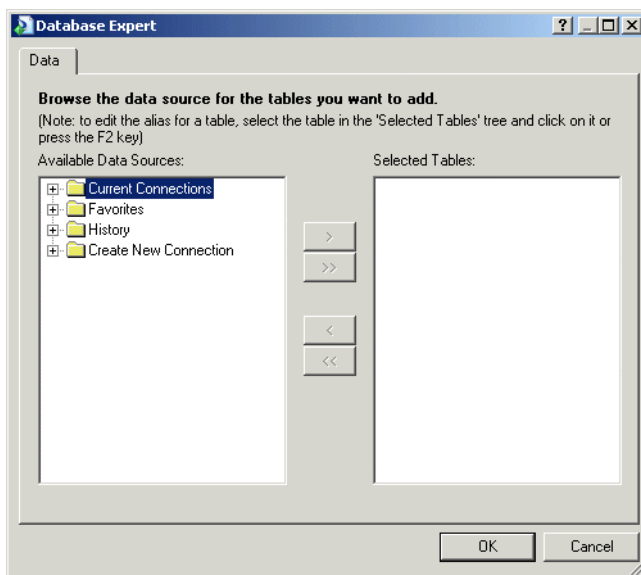 Database Expert
Data
Browse the data source for the tables you want to add.
(Note: to edit the alias for a table, select the table in the 'Selected Tables' tree and click on it or
press the F2 key)
Available Data Sources:
Selected Tables:
Current Connections
Favorites
History
Create New Connection
>
>>
<
<<
OK
Cancel